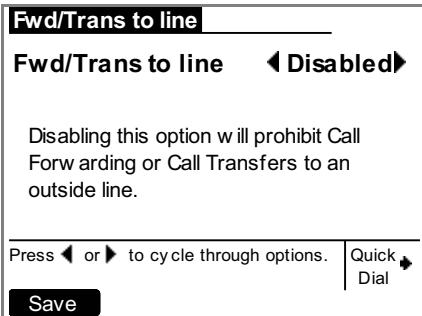 Fwd/Trans to line
Fwd/Trans to line ◀ Disabled▶
Disabling this option will prohibit Call
Forwarding or Call Transfers to an
outside line.
Press ◀ or ▶ to cycle through options.
Quick
Dial
Save